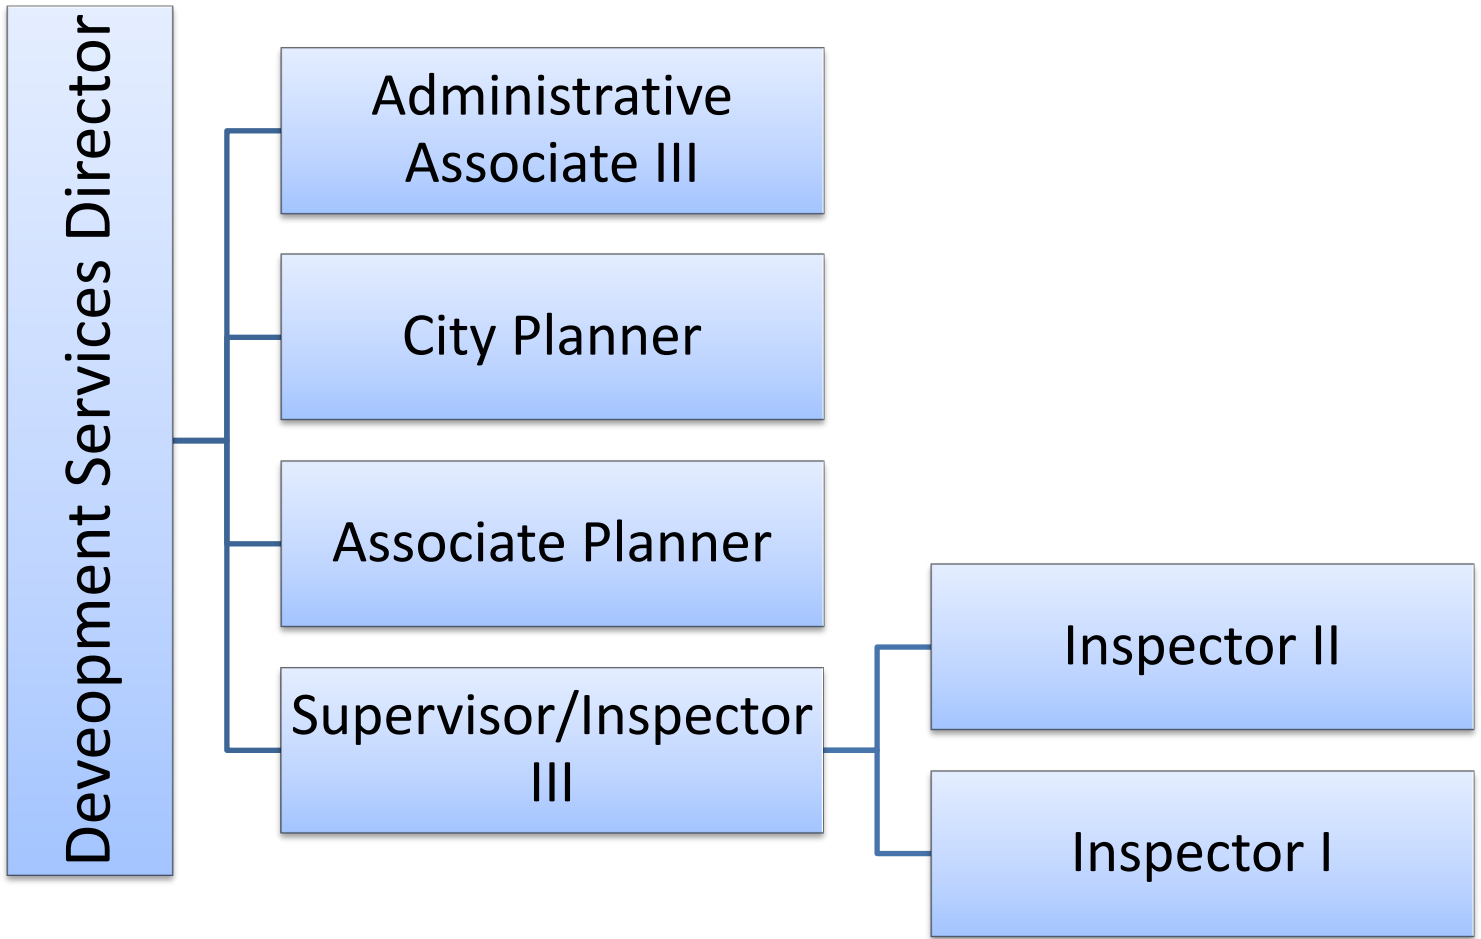 Deveopment Services Director
Administrative
Associate III
City Planner
Associate Planner
Supervisor/Inspector
III
Inspector II
Inspector I